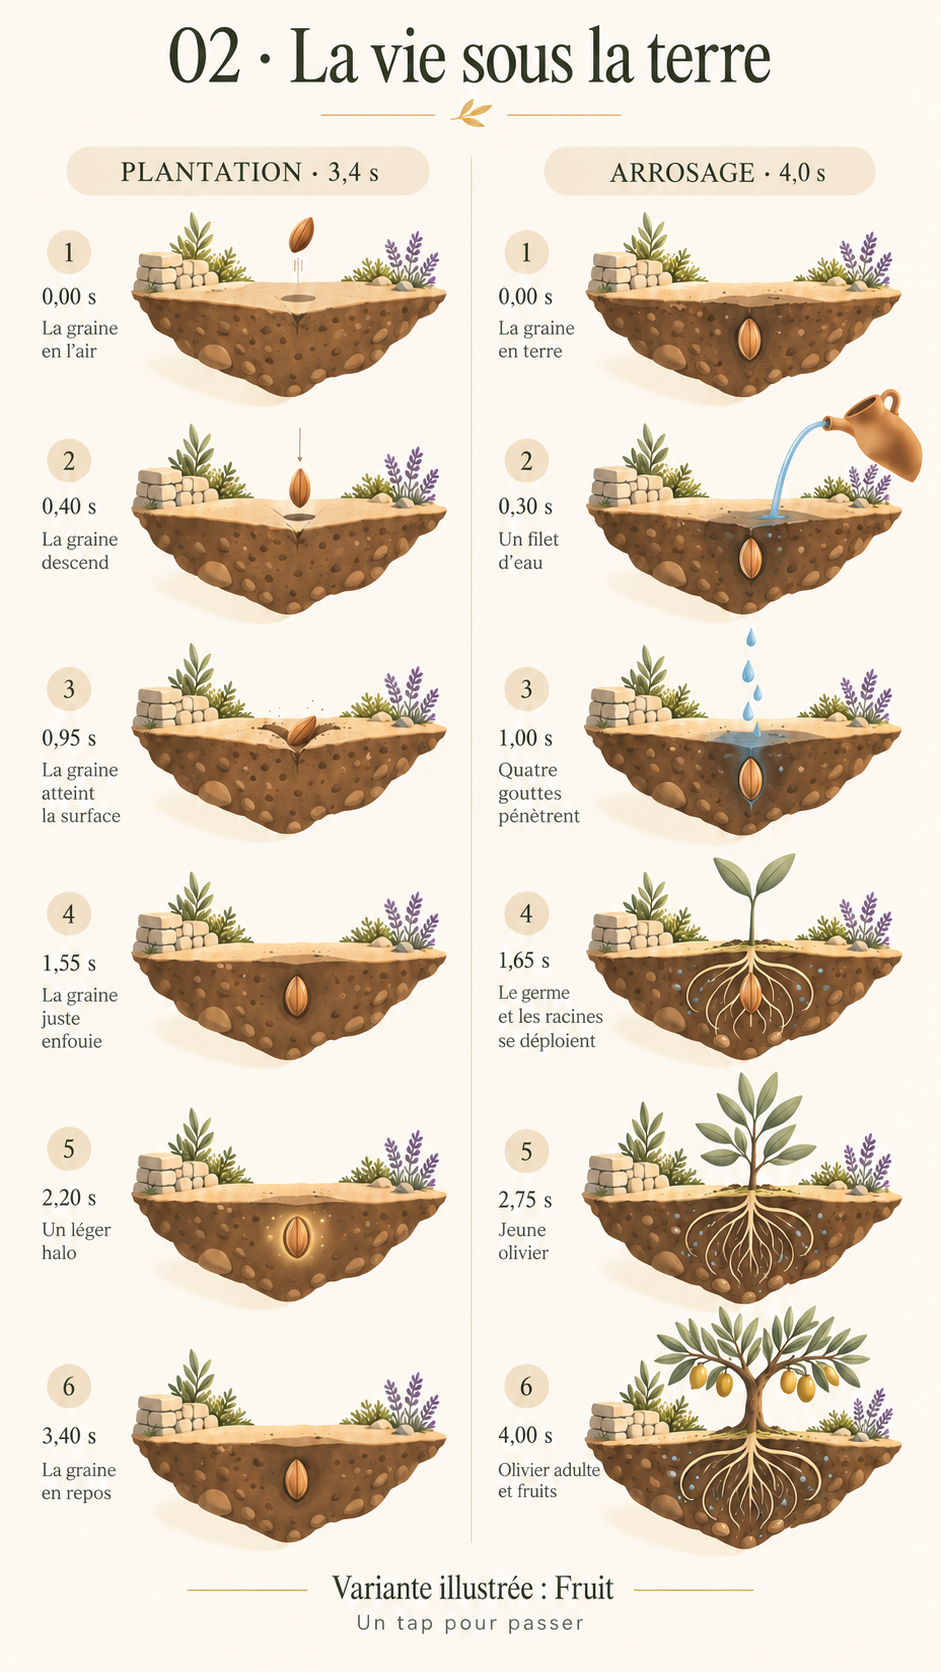 02 · La vie sous la terre
PLANTATION · 3,4 s
1
0,00 s
La graine
en l'air
2
0,40 s
La graine
descend
3
0,95 s
La graine
atteint
la surface
4
1,55 s
La graine
juste
enfouie
5
2,20 s
Un léger
halo
6
3,40 s
La graine
en repos
ARROSAGE · 4,0 s
1
0,00 s
La graine
en terre
2
0,30 s
Un filet
d'eau
3
1,00 s
Quatre
gouttes
pénètrent
4
1,65 s
Le germe
et les racines
se déploient
5
2,75 s
Jeune
olivier
6
4,00 s
Olivier adulte
et fruits
Variante illustrée : Fruit
Un tap pour passer